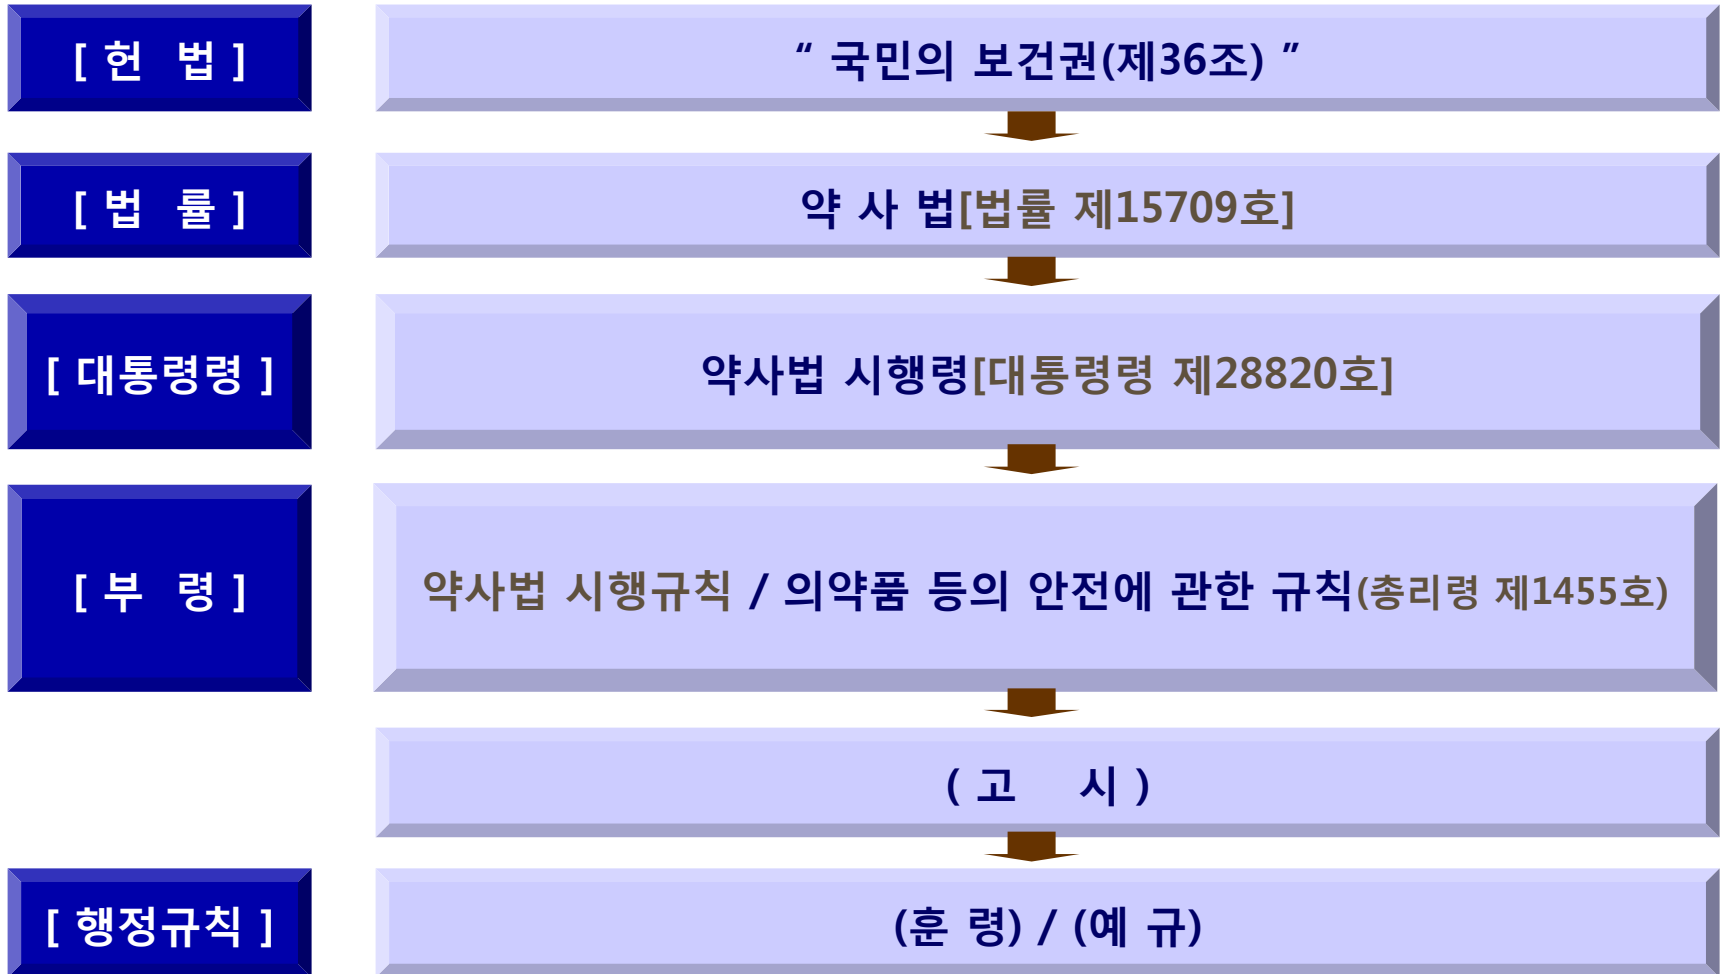 [ 헌 법 ]
“ 국민의 보건권(제36조) ”
[ 법 률 ]
약 사 법[법률 제15709호]
[ 대통령령 ]
약사법 시행령[대통령령 제28820호]
[ 부 령 ]
약사법 시행규칙 / 의약품 등의 안전에 관한 규칙(총리령 제1455호)
( 고 시 )
[ 행정규칙 ]
(훈 령) / (예 규)